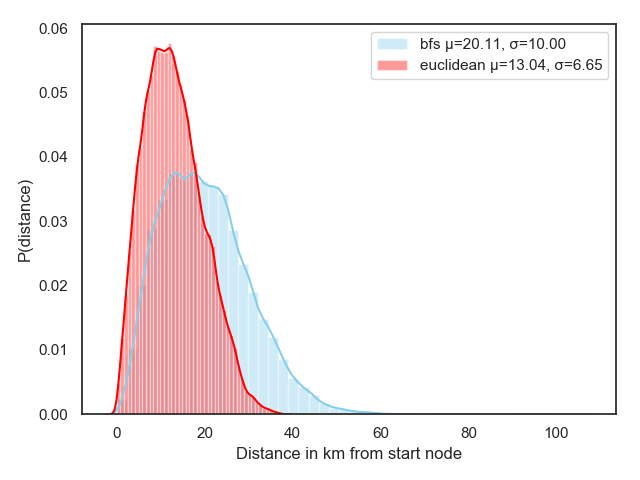 0.06
0.05
0.04
0.03
0.02
0.01
0.00
P(distance)
bfs μ=20.11, σ=10.00
euclidean μ=13.04, σ=6.65
0 20 40 60 80 100
Distance in km from start node